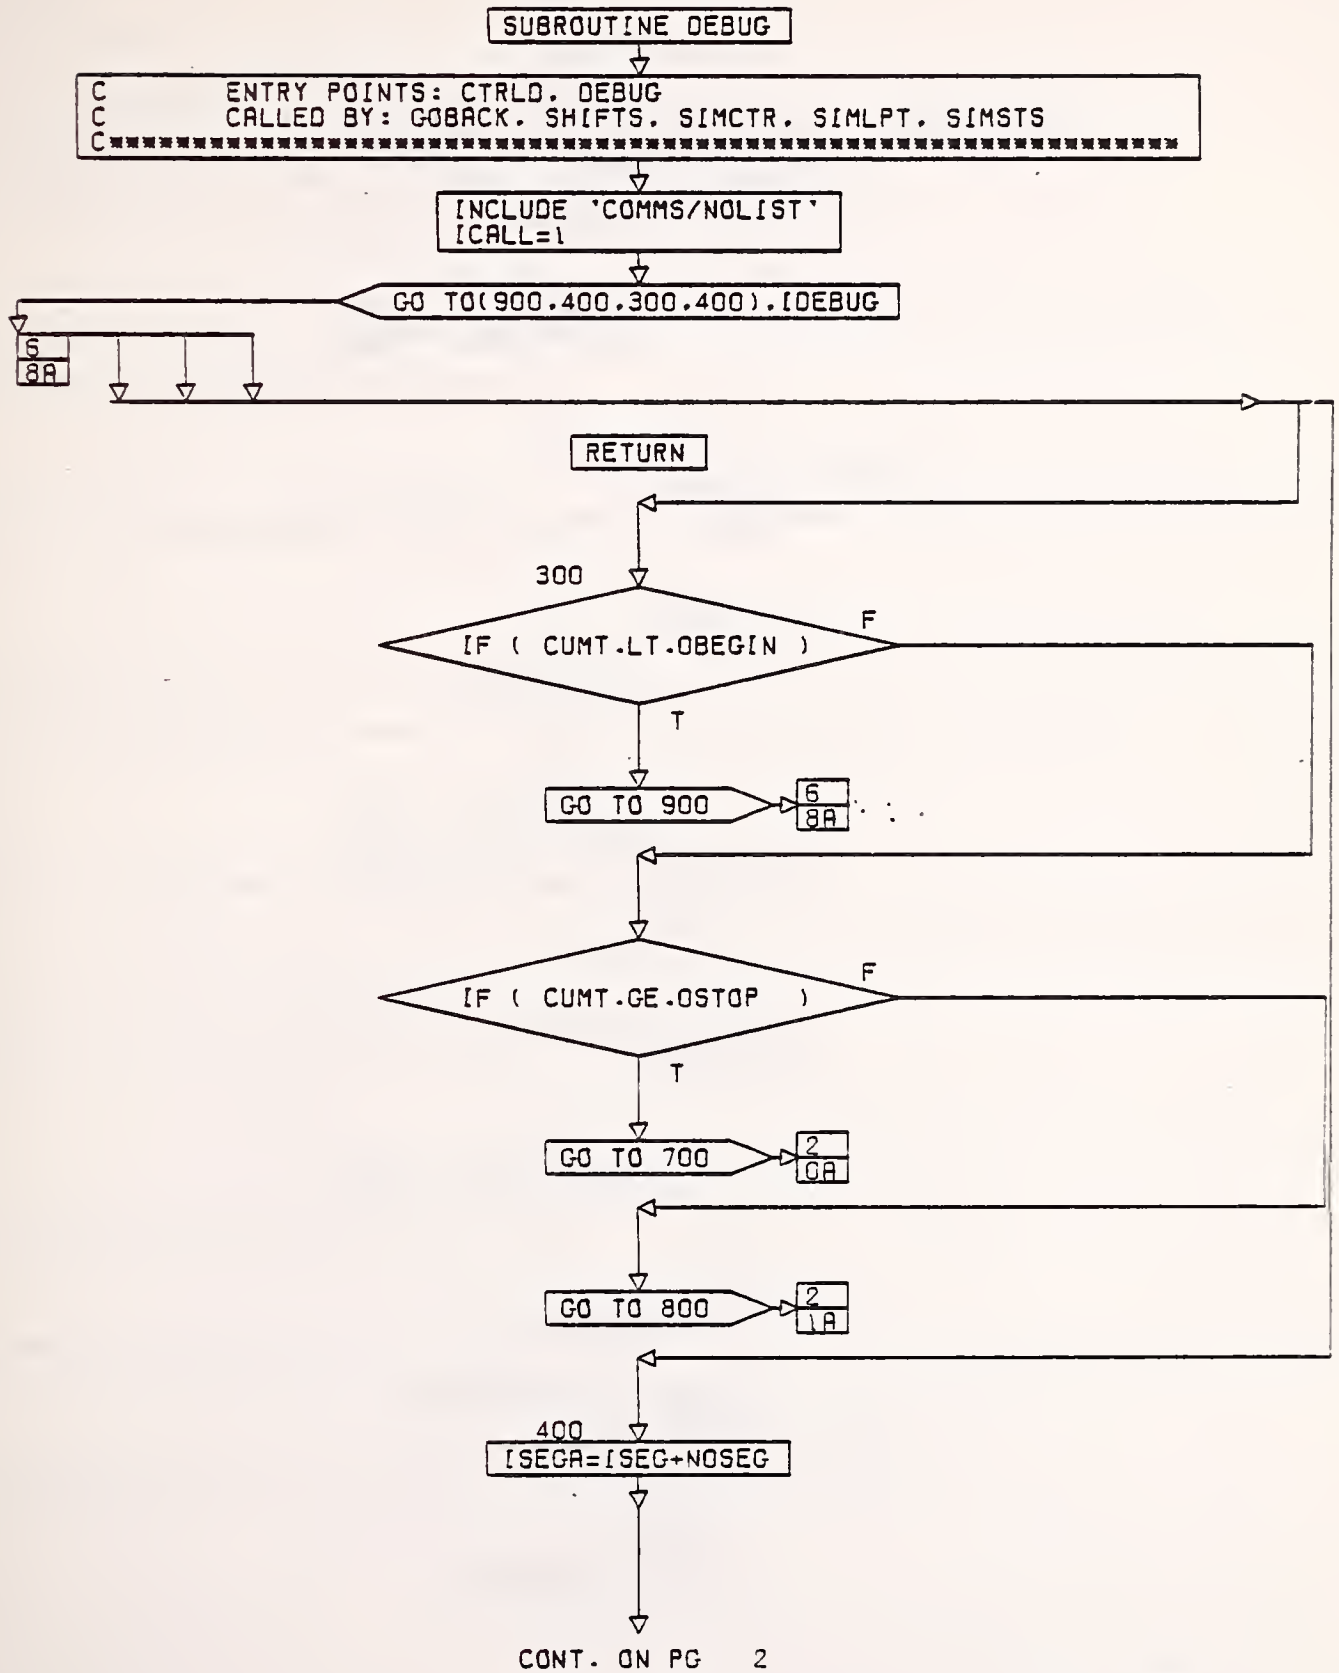 SUBROUTINE DEBUG
C ENTRY POINTS: CTRLD. DEBUG
C CALLED BY: GOBACK. SHIFTS. SIMCTR. SIMLPT. SIMSTS
C****************************************************************
INCLUDE 'COMMS/NOLIST'
ICALL=1
GO TO(900.400.300.400).IDEBUG
6
8A
RETURN
300
IF ( CUMT.LT.OBEGIN )
F
T
GO TO 900
6
8A
IF ( CUMT.GE.OSTOP )
F
T
GO TO 700
2
0A
GO TO 800
2
1A
400
ISEGA=ISEG+NOSEG
CONT. ON PG 2